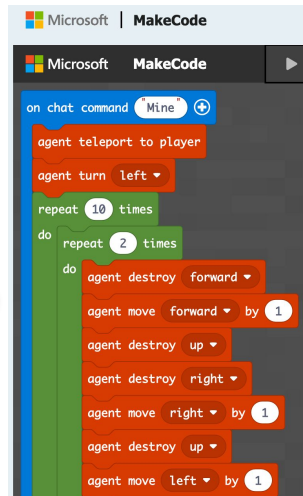 Microsoft | MakeCode
Microsoft MakeCode
on chat command "Mine"
agent teleport to player
agent turn left
repeat 10 times
do repeat 2 times
do agent destroy forward
agent move forward by 1
agent destroy up
agent destroy right
agent move right by 1
agent destroy up
agent move left by 1